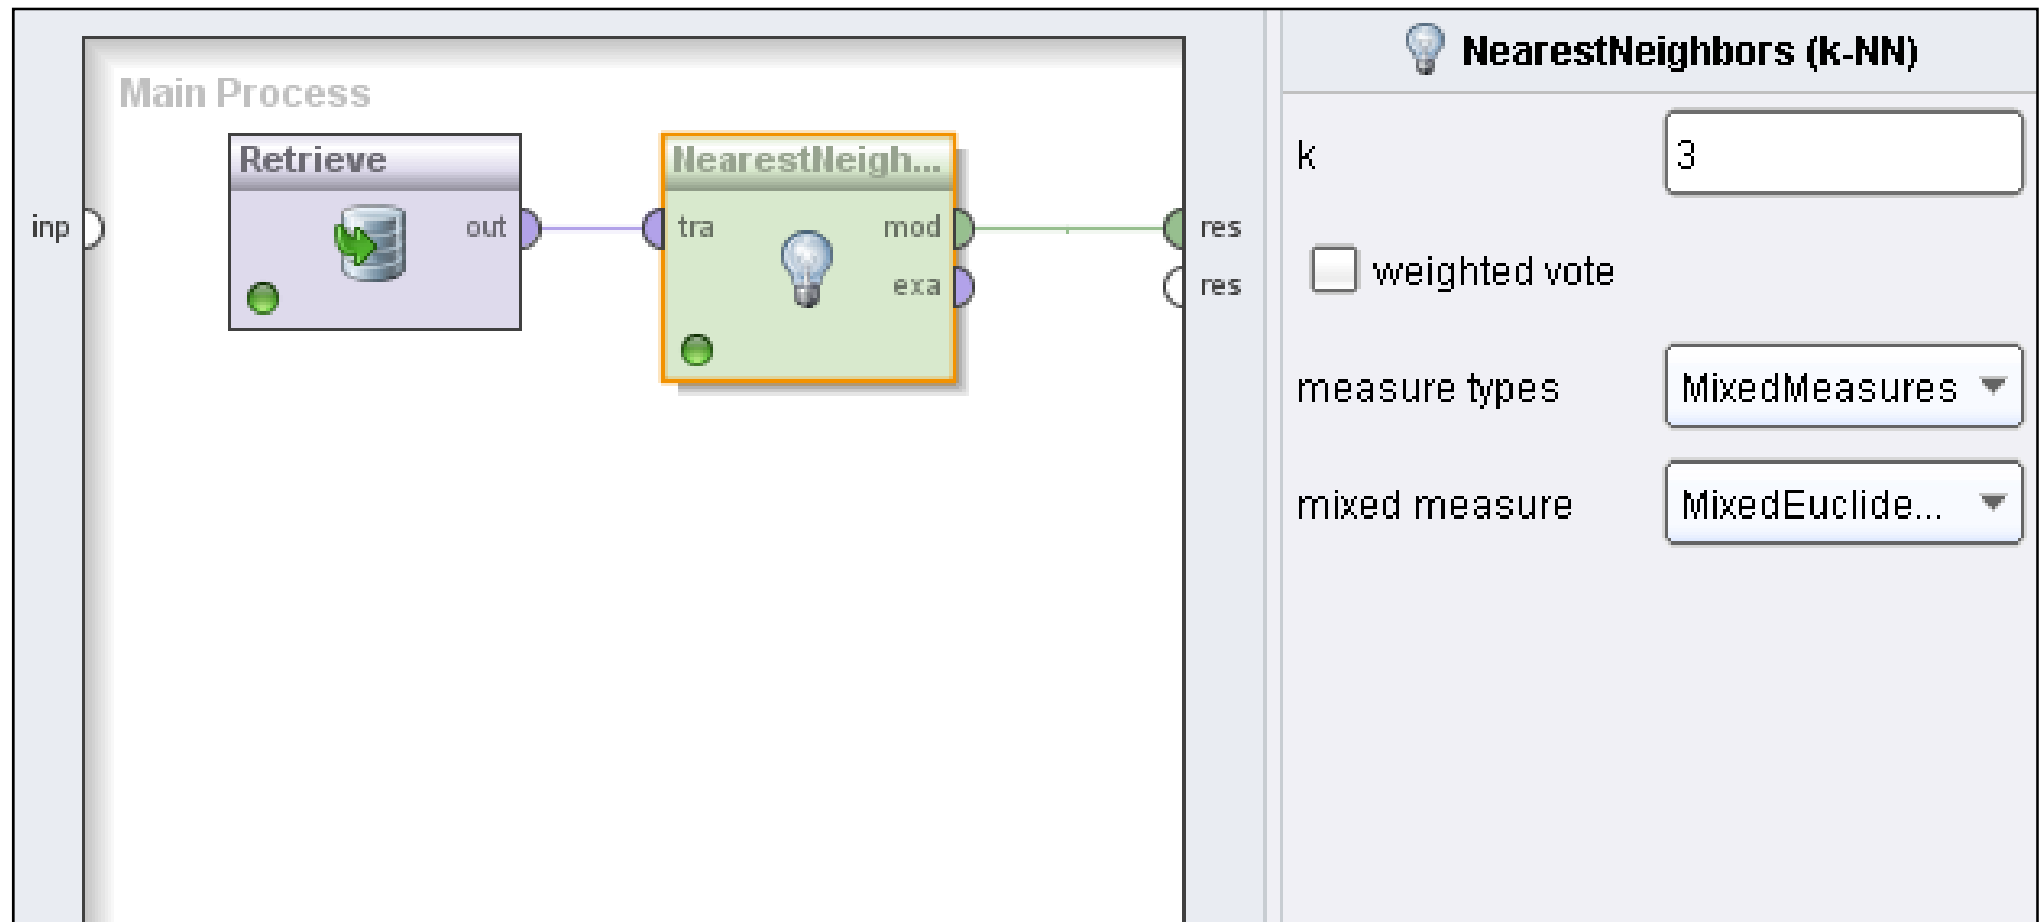 Main Process
Retrieve
inp
out
NearestNeigh...
tra
mod
exa
res
res
NearestNeighbors (k-NN)
k
3
weighted vote
measure types
MixedMeasures
mixed measure
MixedEuclide...